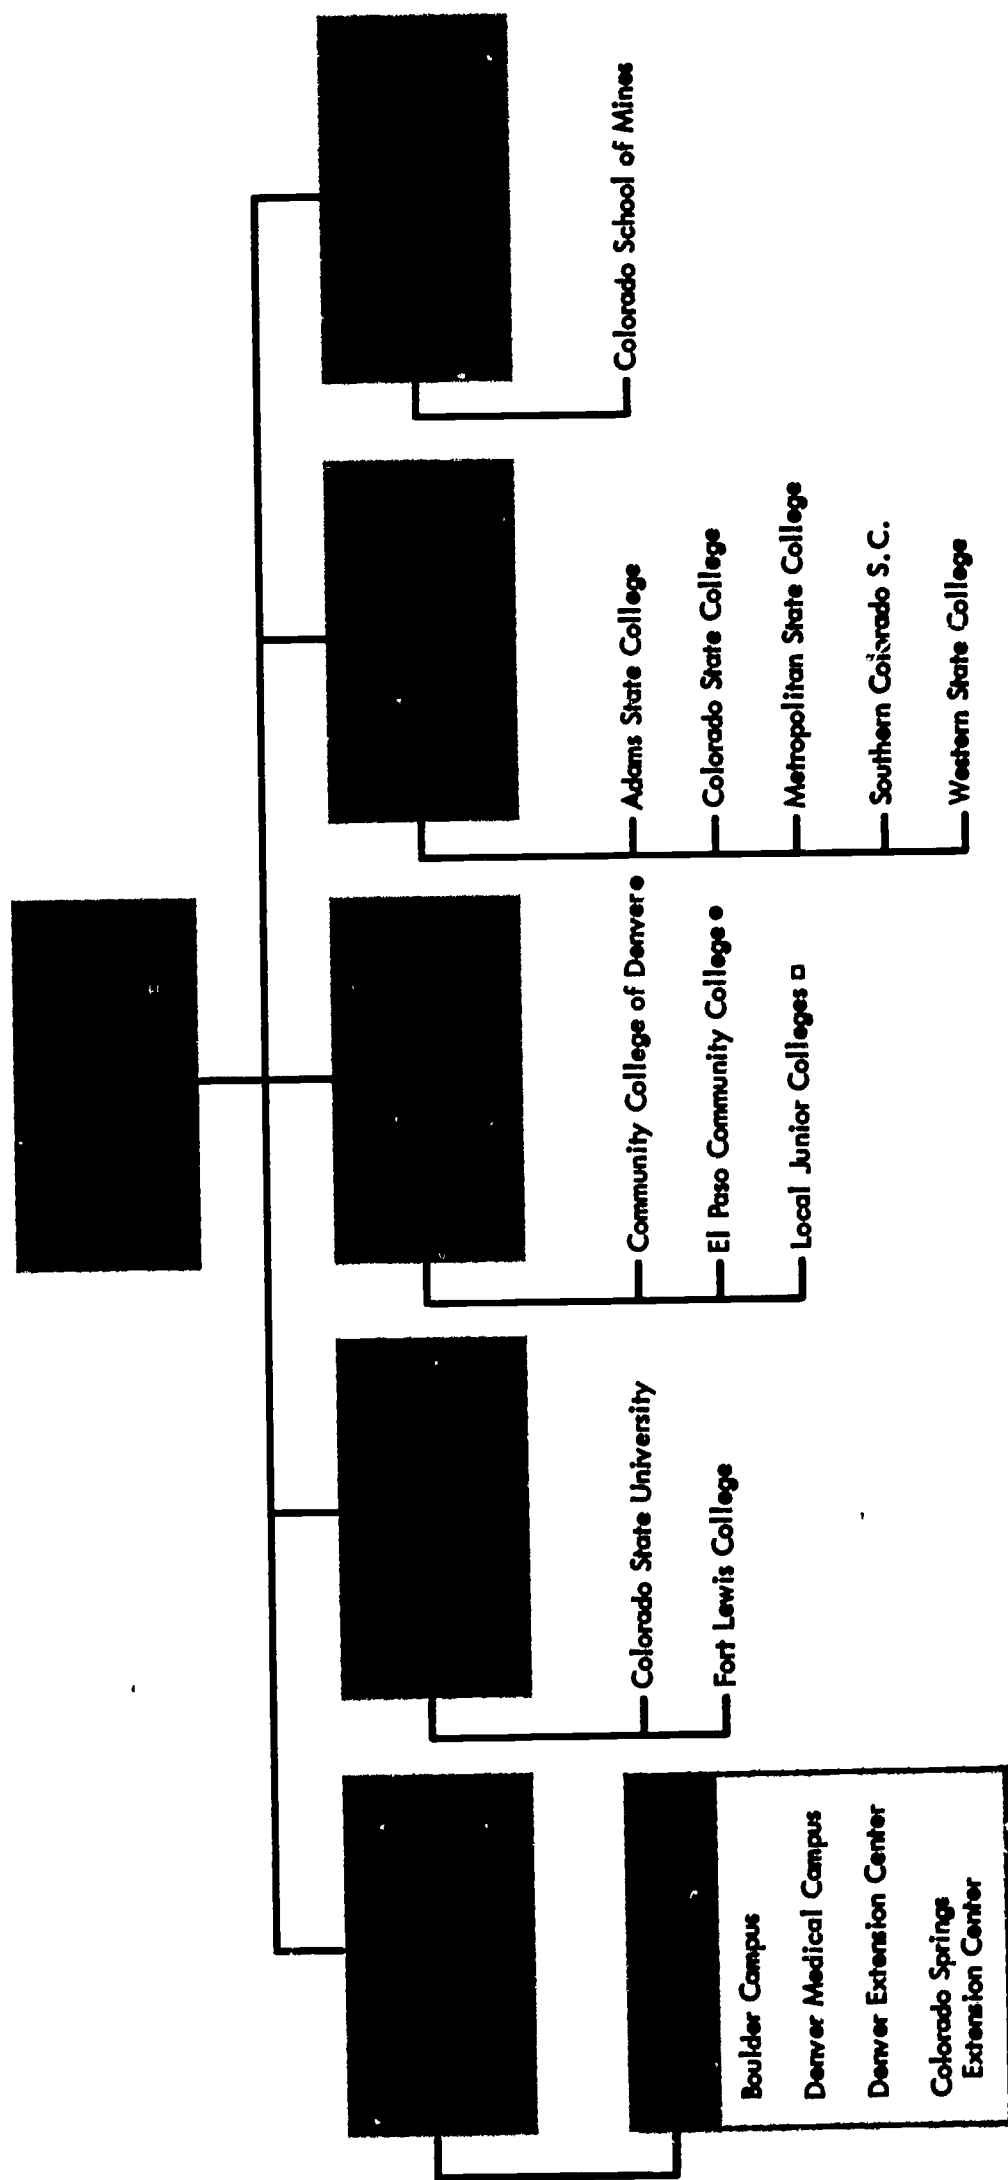 Boulder Campus
Denver Medical Campus
Denver Extension Center
Colorado Springs
Extension Center
Colorado State University
Fort Lewis College
Community College of Denver ●
El Paso Community College ●
Local Junior Colleges □
Adams State College
Colorado State College
Metropolitan State College
Southern Colorado S.C.
Western State College
Colorado School of Mines